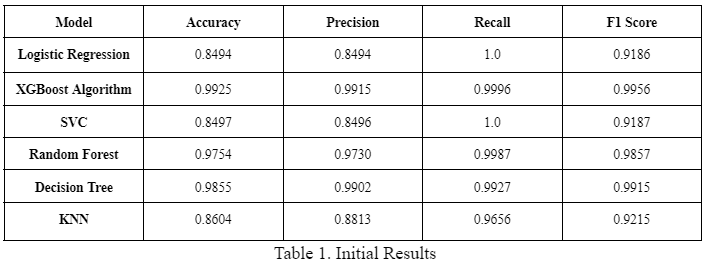 Model Accuracy Precision Recall F1 Score
Logistic Regression 0.8494 0.8494 1.0 0.9186
XGBoost Algorithm 0.9925 0.9915 0.9996 0.9956
SVC 0.8497 0.8496 1.0 0.9187
Random Forest 0.9754 0.9730 0.9987 0.9857
Decision Tree 0.9855 0.9902 0.9927 0.9915
KNN 0.8604 0.8813 0.9656 0.9215
Table 1. Initial Results